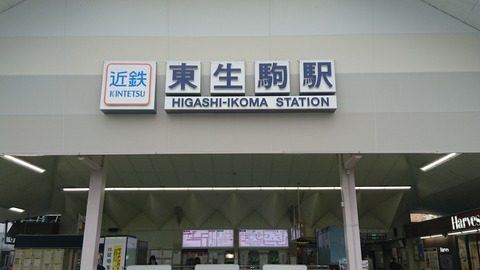 近鉄
KINTETSU
東生駒駅
HIGASHI-IKOMA STATION
Harves